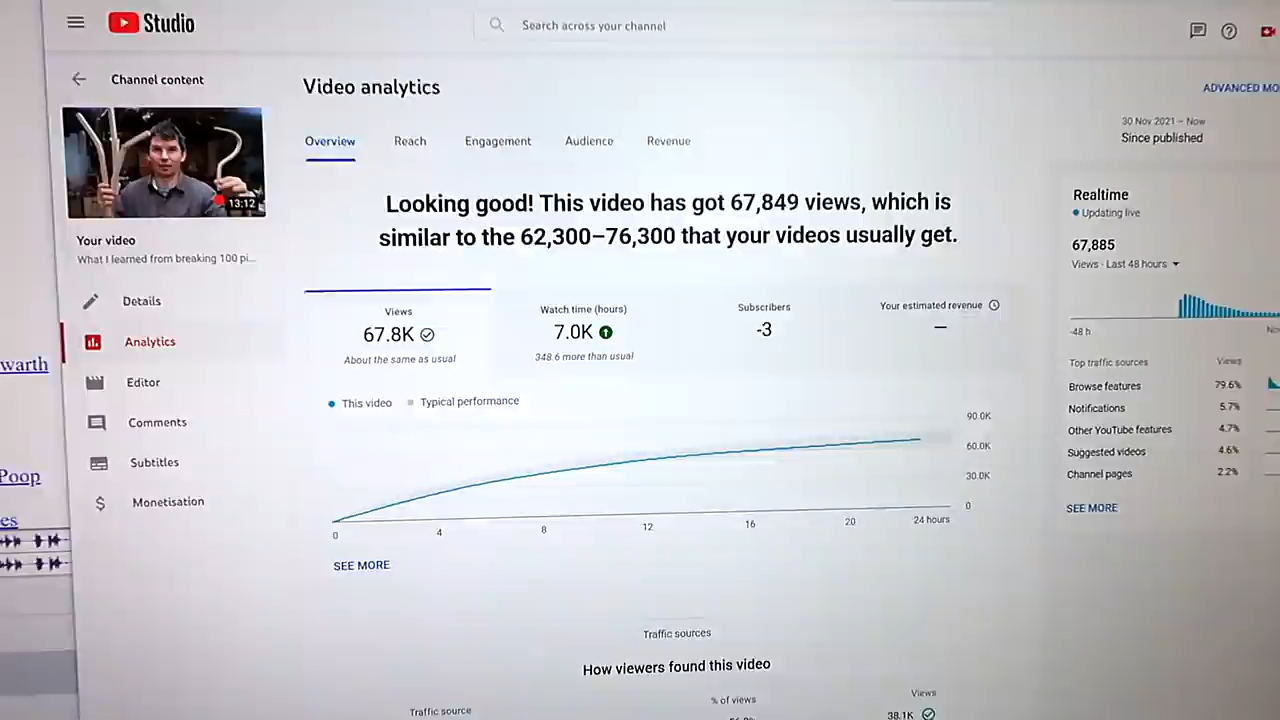 Studio
Search across your channel
Channel content
Video analytics
ADVANCED MO
30 Nov 2021 – Now
Since published
Overview
Reach
Engagement
Audience
Revenue
13:12
Looking good! This video has got 67,849 views, which is
similar to the 62,300–76,300 that your videos usually get.
Realtime
Updating live
67,885
Views · Last 48 hours
Your video
What I learned from breaking 100 pi...
Details
Analytics
Editor
Comments
Subtitles
Monetisation
Views
67.8K
About the same as usual
Watch time (hours)
7.0K
348.6 more than usual
Subscribers
-3
Your estimated revenue
—
This video
Typical performance
90.0K
60.0K
30.0K
0
0
4
8
12
16
20
24 hours
SEE MORE
-48 h
No
Top traffic sources
Views
Browse features
79.6%
Notifications
5.7%
Other YouTube features
4.7%
Suggested videos
4.6%
Channel pages
2.2%
SEE MORE
warth
Poop
es
Traffic sources
How viewers found this video
Traffic source
% of views
Views
38.1K